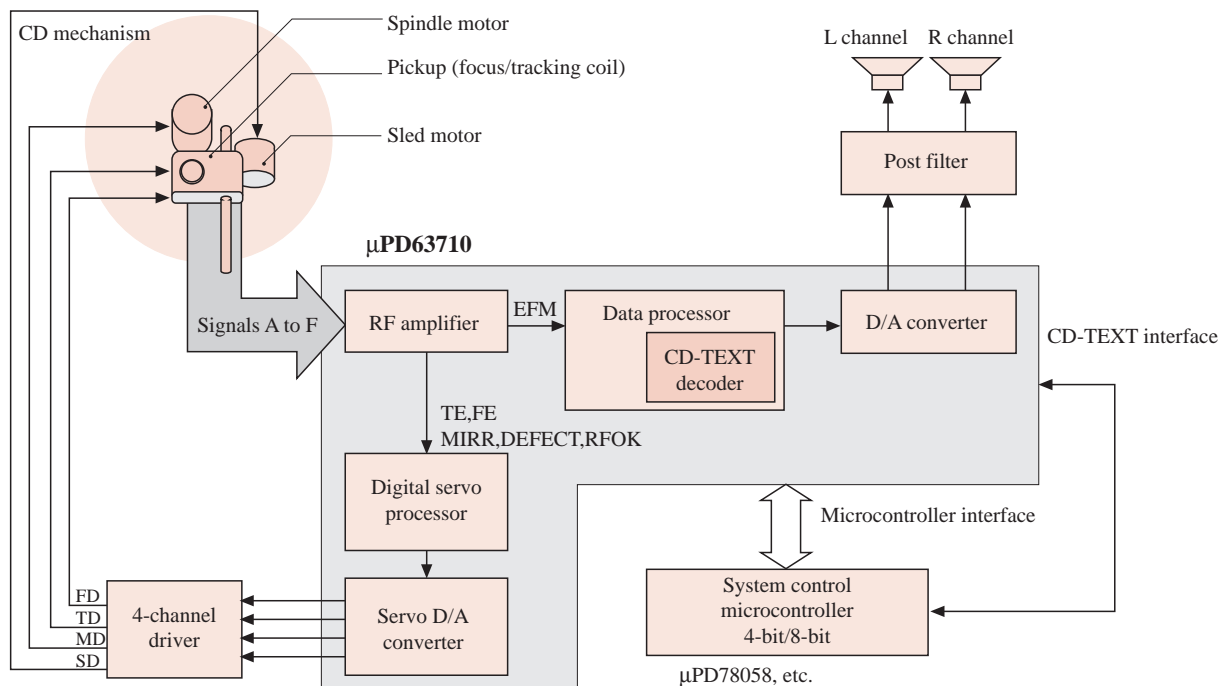 CD mechanism
Spindle motor
Pickup (focus/tracking coil)
Sled motor
L channel
R channel
Post filter
µPD63710
Signals A to F
RF amplifier
EFM
Data processor
CD-TEXT
decoder
D/A converter
CD-TEXT interface
TE,FE
MIRR,DEFECT,RFOK
Digital servo
processor
Microcontroller interface
FD
TD
MD
SD
4-channel
driver
Servo D/A
converter
System control
microcontroller
4-bit/8-bit
µPD78058, etc.